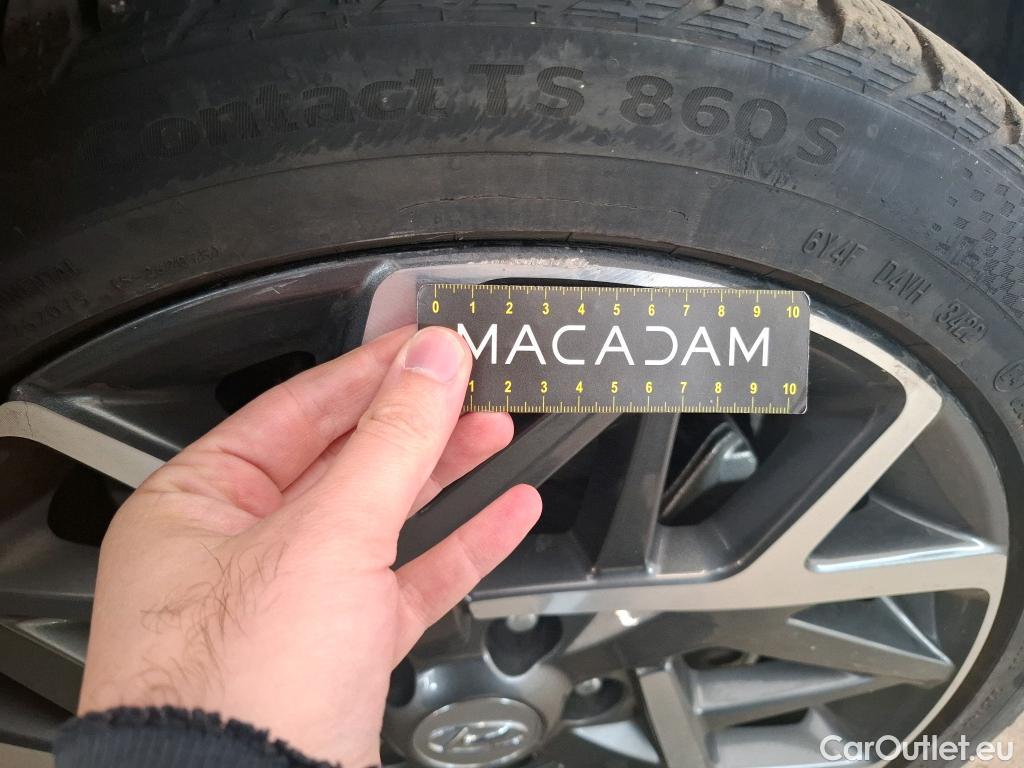 Contact TS 860 S
6Y4F D4VH 3422
0 1 2 3 4 5 6 7 8 9 10
MACADAM
1 2 3 4 5 6 7 8 9 10
CarOutlet.eu